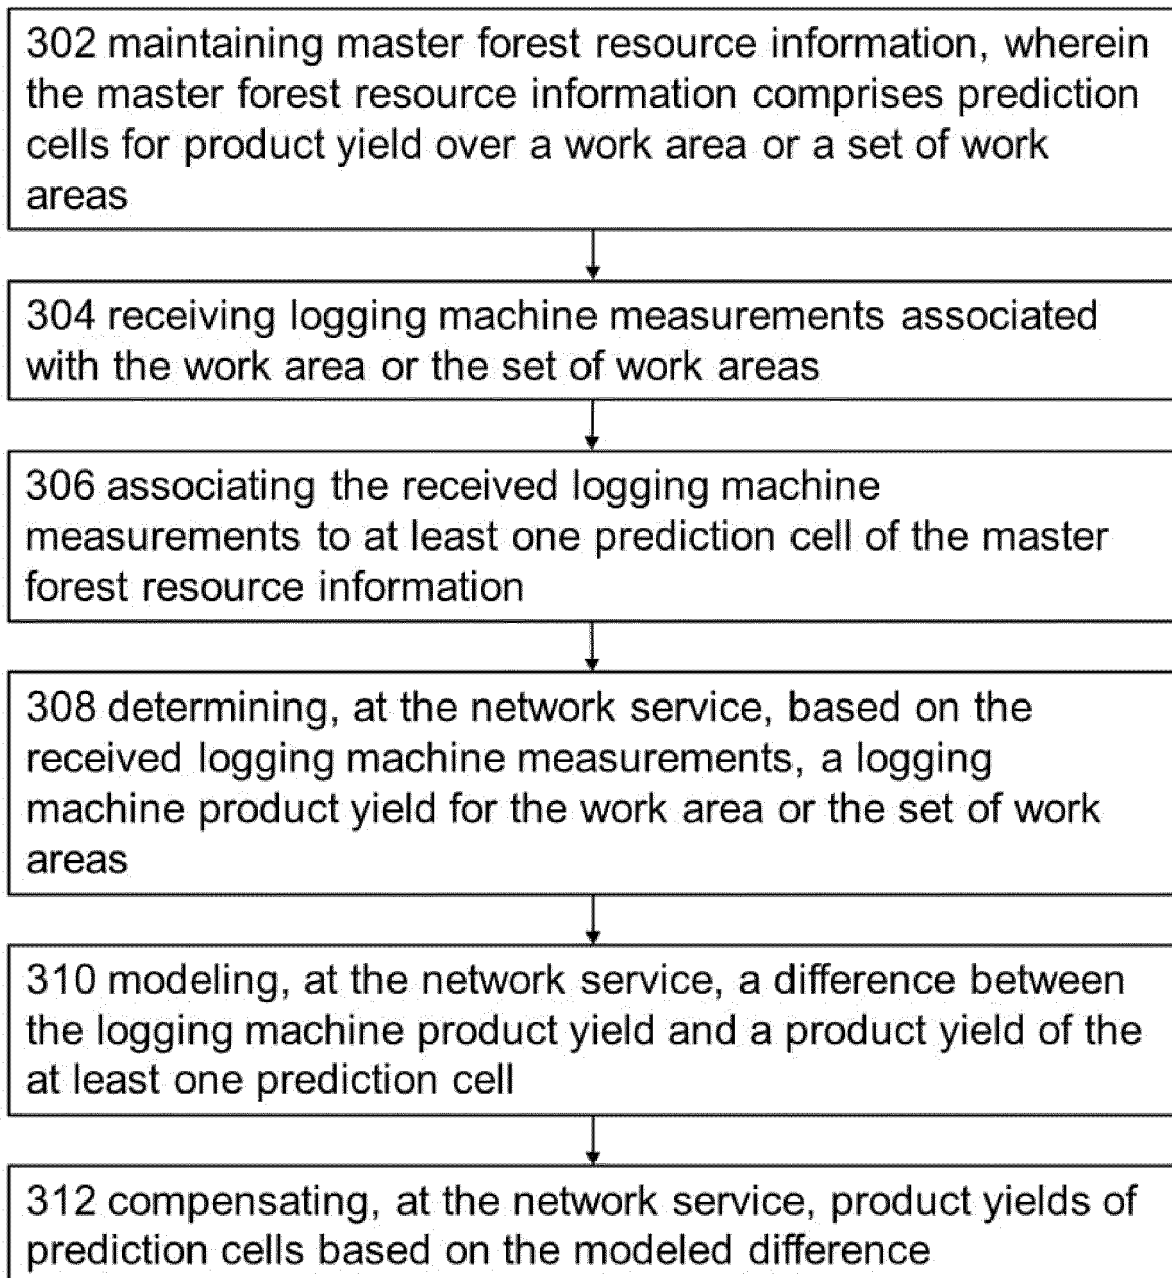 302 maintaining master forest resource information, wherein
the master forest resource information comprises prediction
cells for product yield over a work area or a set of work
areas
304 receiving logging machine measurements associated
with the work area or the set of work areas
306 associating the received logging machine
measurements to at least one prediction cell of the master
forest resource information
308 determining, at the network service, based on the
received logging machine measurements, a logging
machine product yield for the work area or the set of work
areas
310 modeling, at the network service, a difference between
the logging machine product yield and a product yield of the
at least one prediction cell
312 compensating, at the network service, product yields of
prediction cells based on the modeled difference